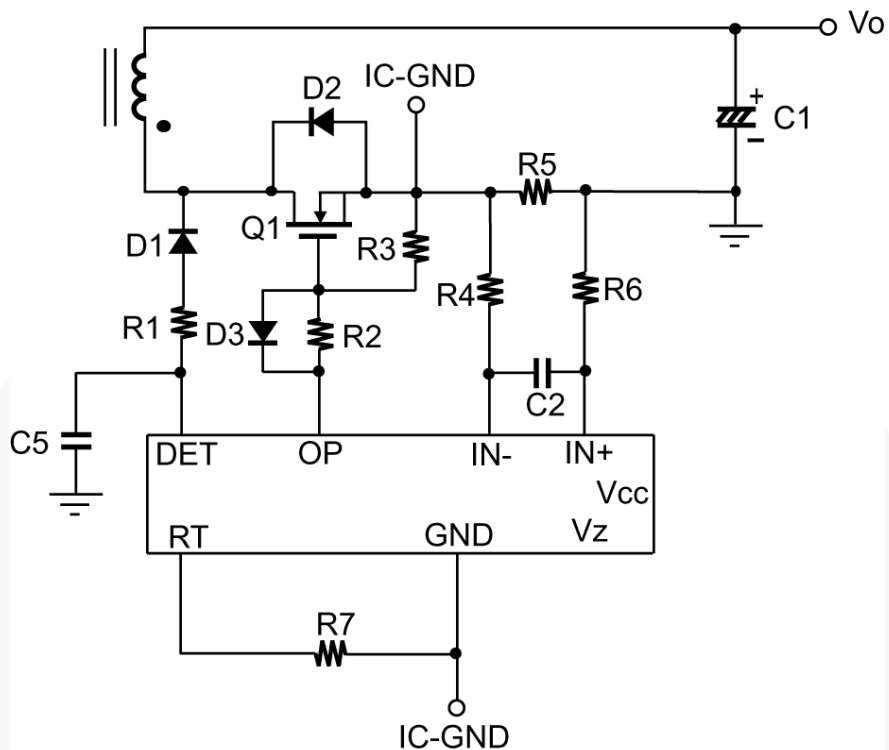 Vo
IC-GND
D2
+
C1
−
R5
Q1
D1
R3
R4
R6
R1
D3
R2
C2
C5
DET
OP
IN-
IN+
Vcc
Vz
RT
GND
R7
IC-GND